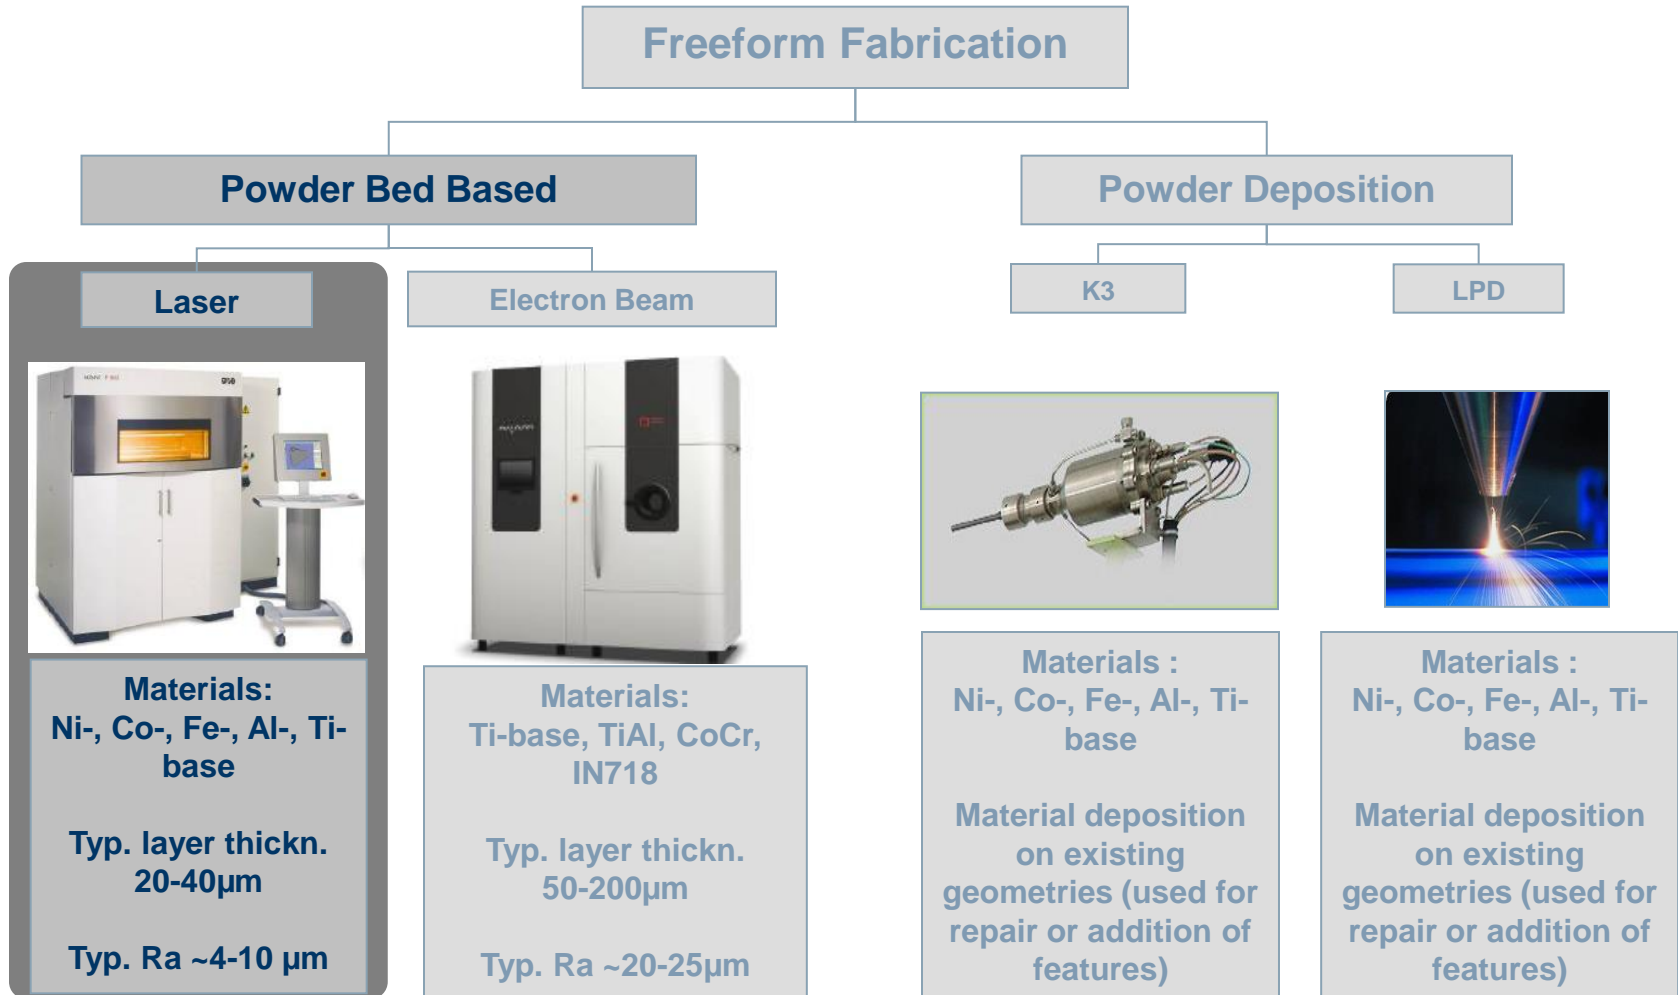 Freeform Fabrication
Powder Bed Based
Powder Deposition
Laser
Electron Beam
K3
LPD
Materials:
Ni-, Co-, Fe-, Al-, Ti-
base
Typ. layer thickn.
20-40µm
Typ. Ra ~4-10 µm
Materials:
Ti-base, TiAl, CoCr,
IN718
Typ. layer thickn.
50-200µm
Typ. Ra ~20-25µm
Materials :
Ni-, Co-, Fe-, Al-, Ti-
base
Material deposition
on existing
geometries (used for
repair or addition of
features)
Materials :
Ni-, Co-, Fe-, Al-, Ti-
base
Material deposition
on existing
geometries (used for
repair or addition of
features)